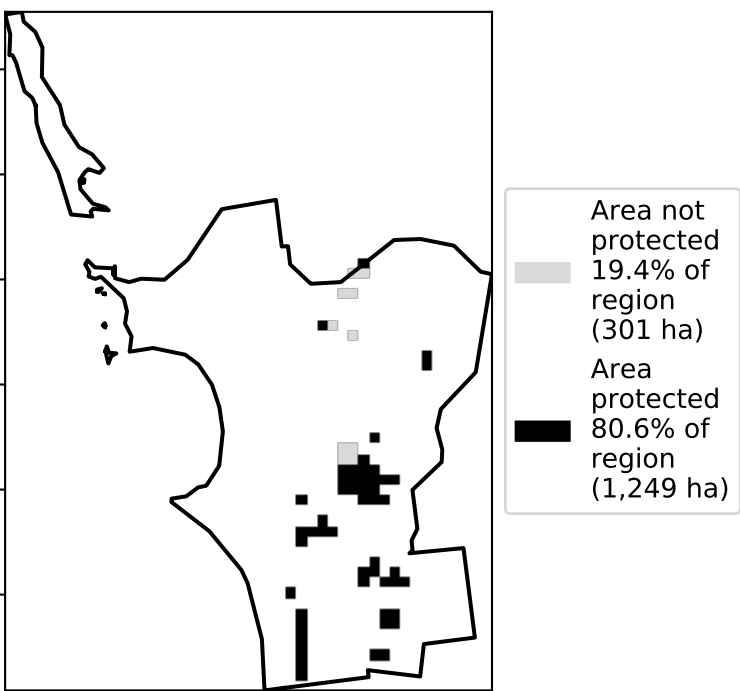 Area not
protected
19.4% of
region
(301 ha)
Area
protected
80.6% of
region
(1,249 ha)